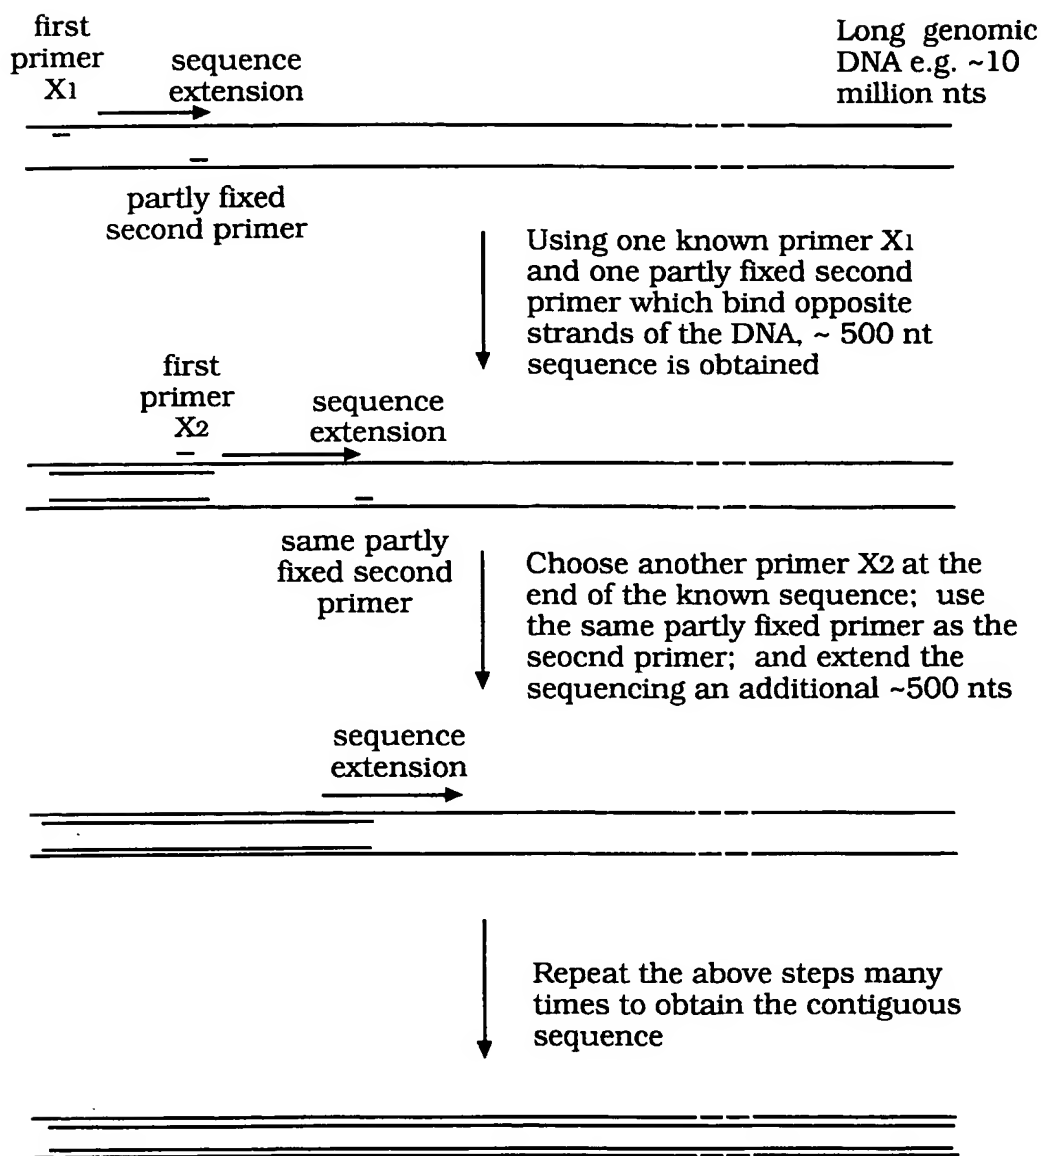 first
primer
X1
sequence
extension
Long genomic
DNA e.g. ~10
million nts
partly fixed
second primer
Using one known primer X1
and one partly fixed second
primer which bind opposite
strands of the DNA, ~ 500 nt
sequence is obtained
first
primer
X2
sequence
extension
same partly
fixed second
primer
Choose another primer X2 at the
end of the known sequence; use
the same partly fixed primer as the
seocnd primer; and extend the
sequencing an additional ~500 nts
sequence
extension
Repeat the above steps many
times to obtain the contiguous
sequence